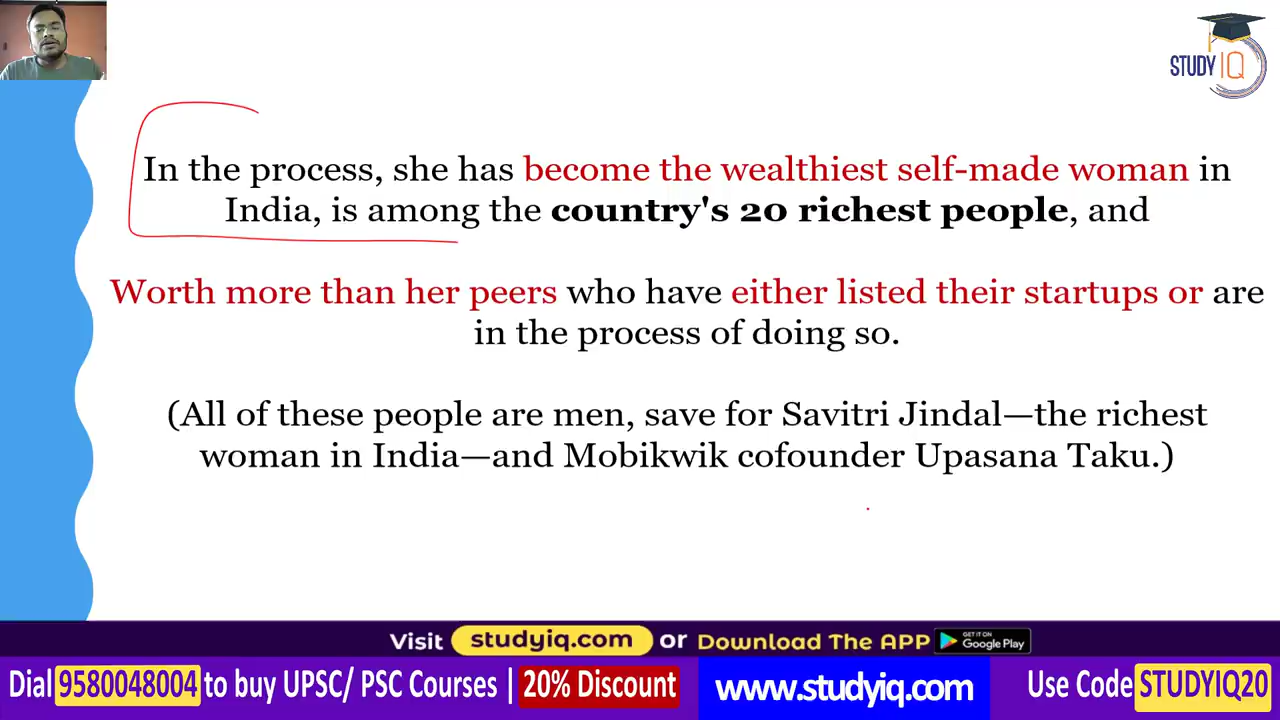 STUDY IQ
In the process, she has become the wealthiest self-made woman in
India, is among the country's 20 richest people, and
Worth more than her peers who have either listed their startups or are
in the process of doing so.
(All of these people are men, save for Savitri Jindal—the richest
woman in India—and Mobikwik cofounder Upasana Taku.)
Visit studyiq.com or Download The APP GET IT ON Google Play
Dial 9580048004 to buy UPSC/ PSC Courses | 20% Discount www.studyiq.com Use Code STUDYIQ20